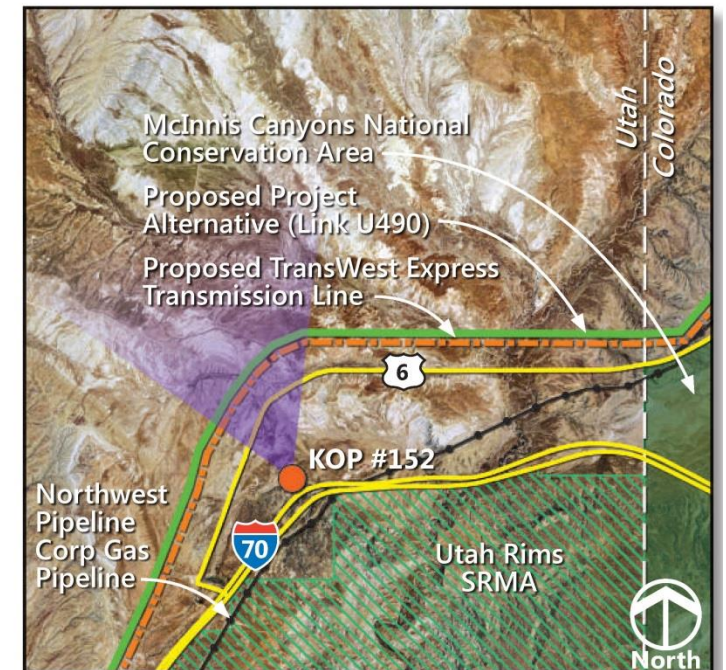 Utah
Colorado
McInnis Canyons National
Conservation Area
Proposed Project
Alternative (Link U490)
Proposed TransWest Express
Transmission Line
6
KOP #152
Northwest
Pipeline
Corp Gas
Pipeline
70
Utah Rims
SRMA
North